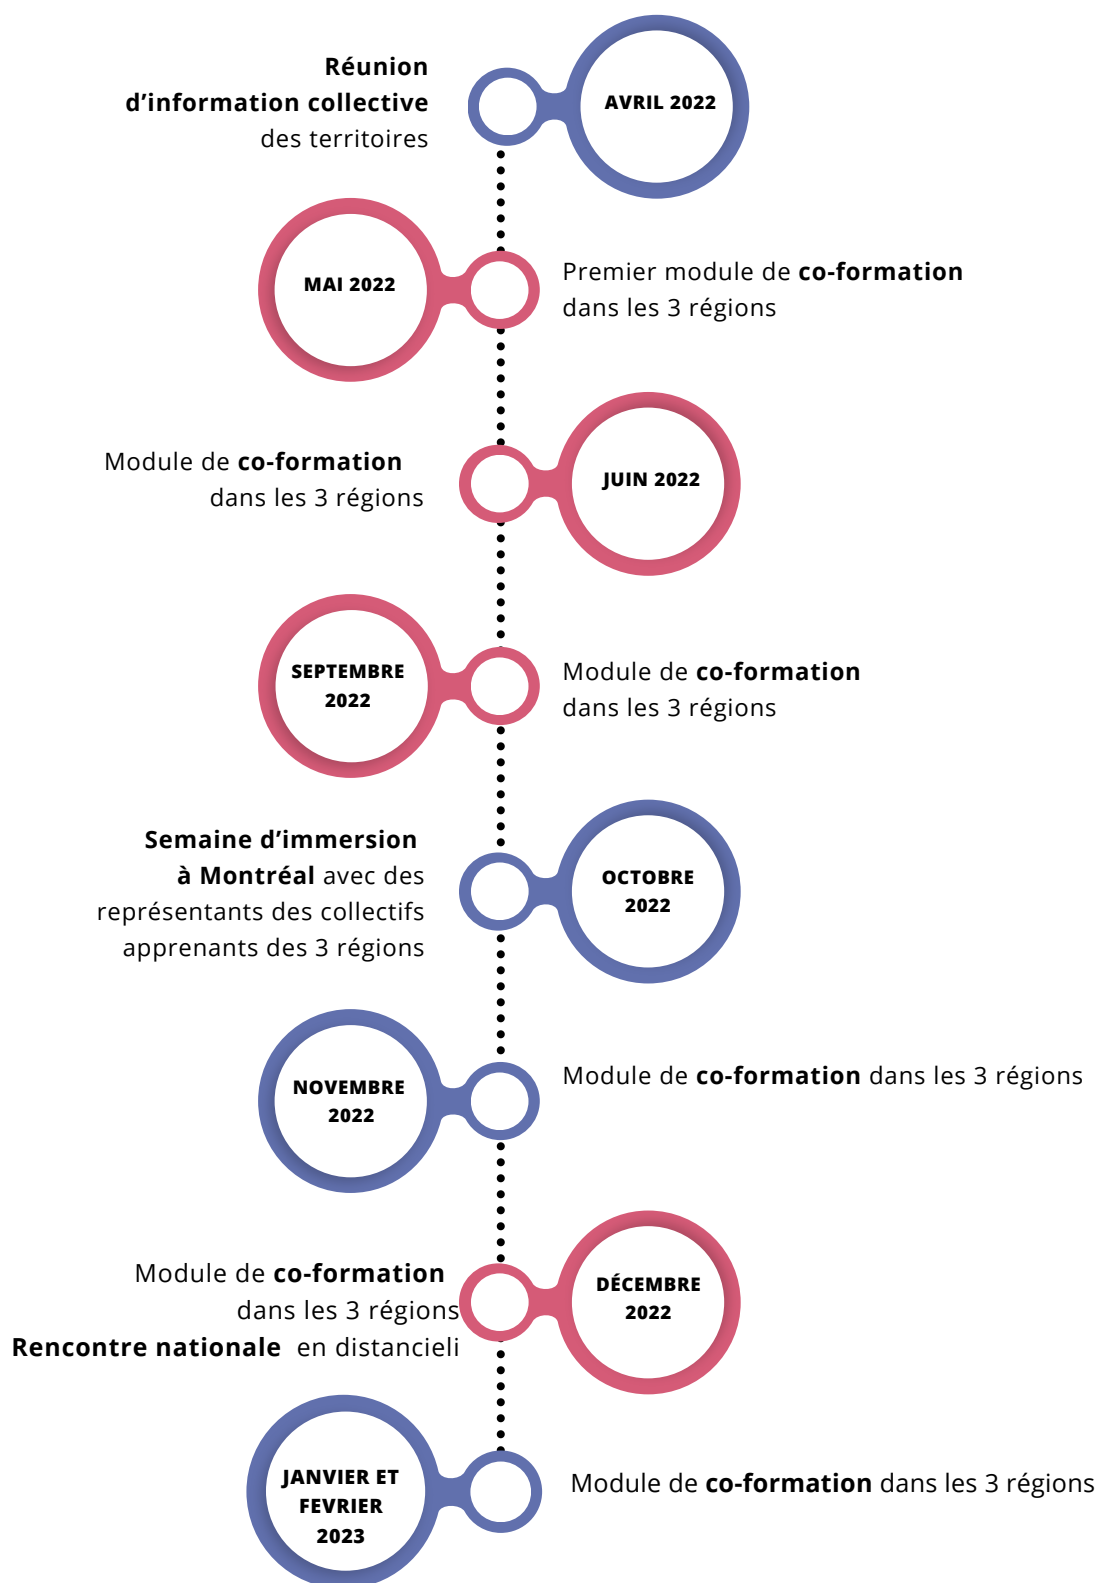 Réunion
d’information collective
des territoires
AVRIL 2022
MAI 2022
Premier module de co-formation
dans les 3 régions
Module de co-formation
dans les 3 régions
JUIN 2022
SEPTEMBRE
2022
Module de co-formation
dans les 3 régions
Semaine d’immersion
à Montréal avec des
représentants des collectifs
apprenants des 3 régions
OCTOBRE
2022
NOVEMBRE
2022
Module de co-formation dans les 3 régions
Module de co-formation
dans les 3 régions
Rencontre nationale en distancieli
DÉCEMBRE
2022
JANVIER ET
FEVRIER
2023
Module de co-formation dans les 3 régions